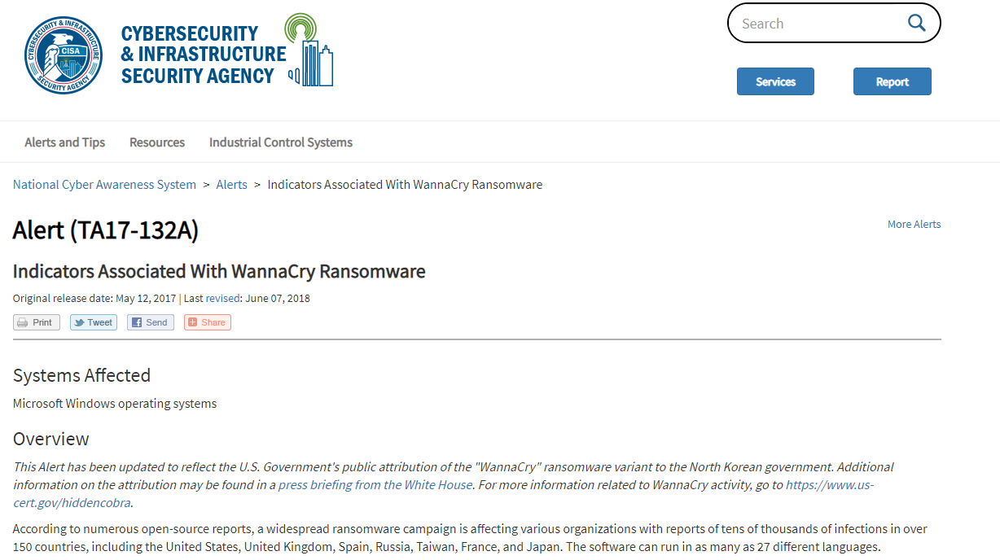 CYBERSECURITY & INFRASTRUCTURE
CISA
SECURITY AGENCY
CYBERSECURITY
& INFRASTRUCTURE
SECURITY AGENCY
Search
Services
Report
Alerts and Tips
Resources
Industrial Control Systems
National Cyber Awareness System > Alerts > Indicators Associated With WannaCry Ransomware
Alert (TA17-132A)
More Alerts
Indicators Associated With WannaCry Ransomware
Original release date: May 12, 2017 | Last revised: June 07, 2018
Print
Tweet
Send
Share
Systems Affected
Microsoft Windows operating systems
Overview
This Alert has been updated to reflect the U.S. Government's public attribution of the "WannaCry" ransomware variant to the North Korean government. Additional
information on the attribution may be found in a press briefing from the White House. For more information related to WannaCry activity, go to https://www.us-
cert.gov/hiddencobra.
According to numerous open-source reports, a widespread ransomware campaign is affecting various organizations with reports of tens of thousands of infections in over
150 countries, including the United States, United Kingdom, Spain, Russia, Taiwan, France, and Japan. The software can run in as many as 27 different languages.